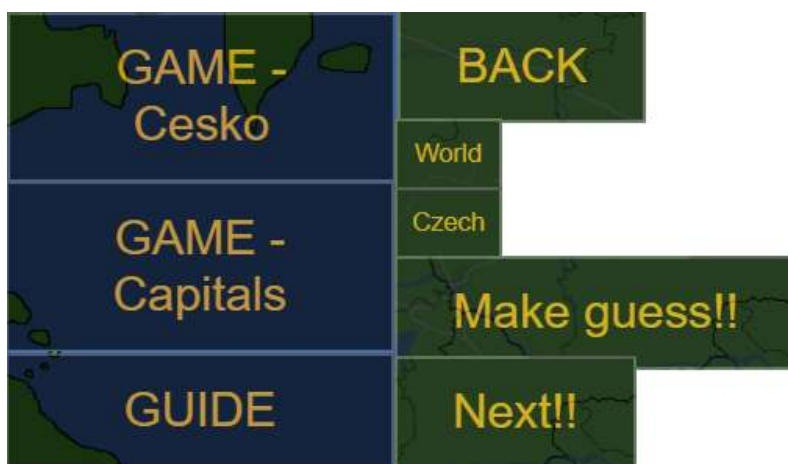 GAME -
Cesko
GAME -
Capitals
GUIDE
BACK
World
Czech
Make guess!!
Next!!